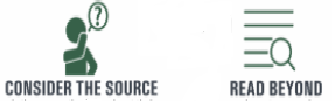 ?
CONSIDER THE SOURCE
READ BEYOND